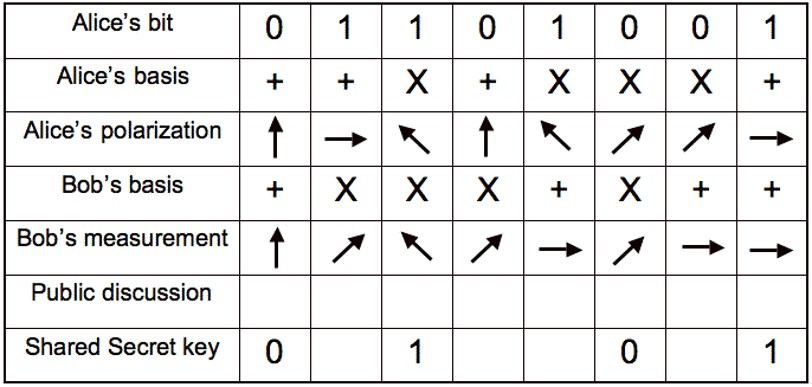 Alice's bit 0 1 1 0 1 0 0 1
Alice's basis + + X + X X X +
Alice's polarization ↑ → ↖ ↑ ↖ ↗ ↗ →
Bob's basis + X X X + X + +
Bob's measurement ↑ ↗ ↖ ↗ → ↗ → →
Public discussion
Shared Secret key 0 1 0 1